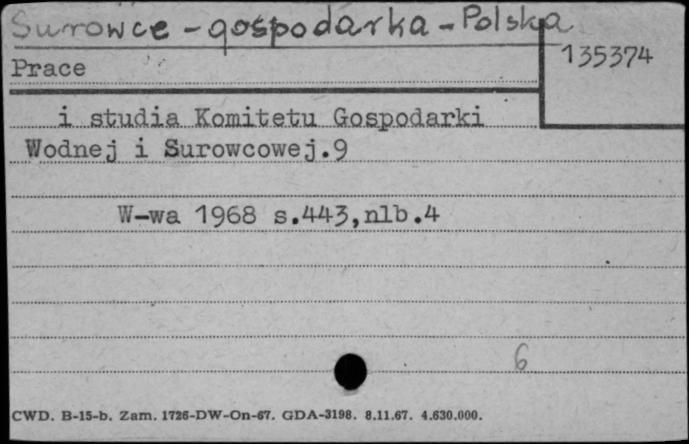 Surowce - gospodarka - Polska
135374
Prace
i studia Komitetu Gospodarki
Wodnej i Surowcowej.9
W-wa 1968 s.443,nlb.4
6
CWD. B-15-b. Zam. 1726-DW-On-67. GDA-3198. 8.11.67. 4.630.000.